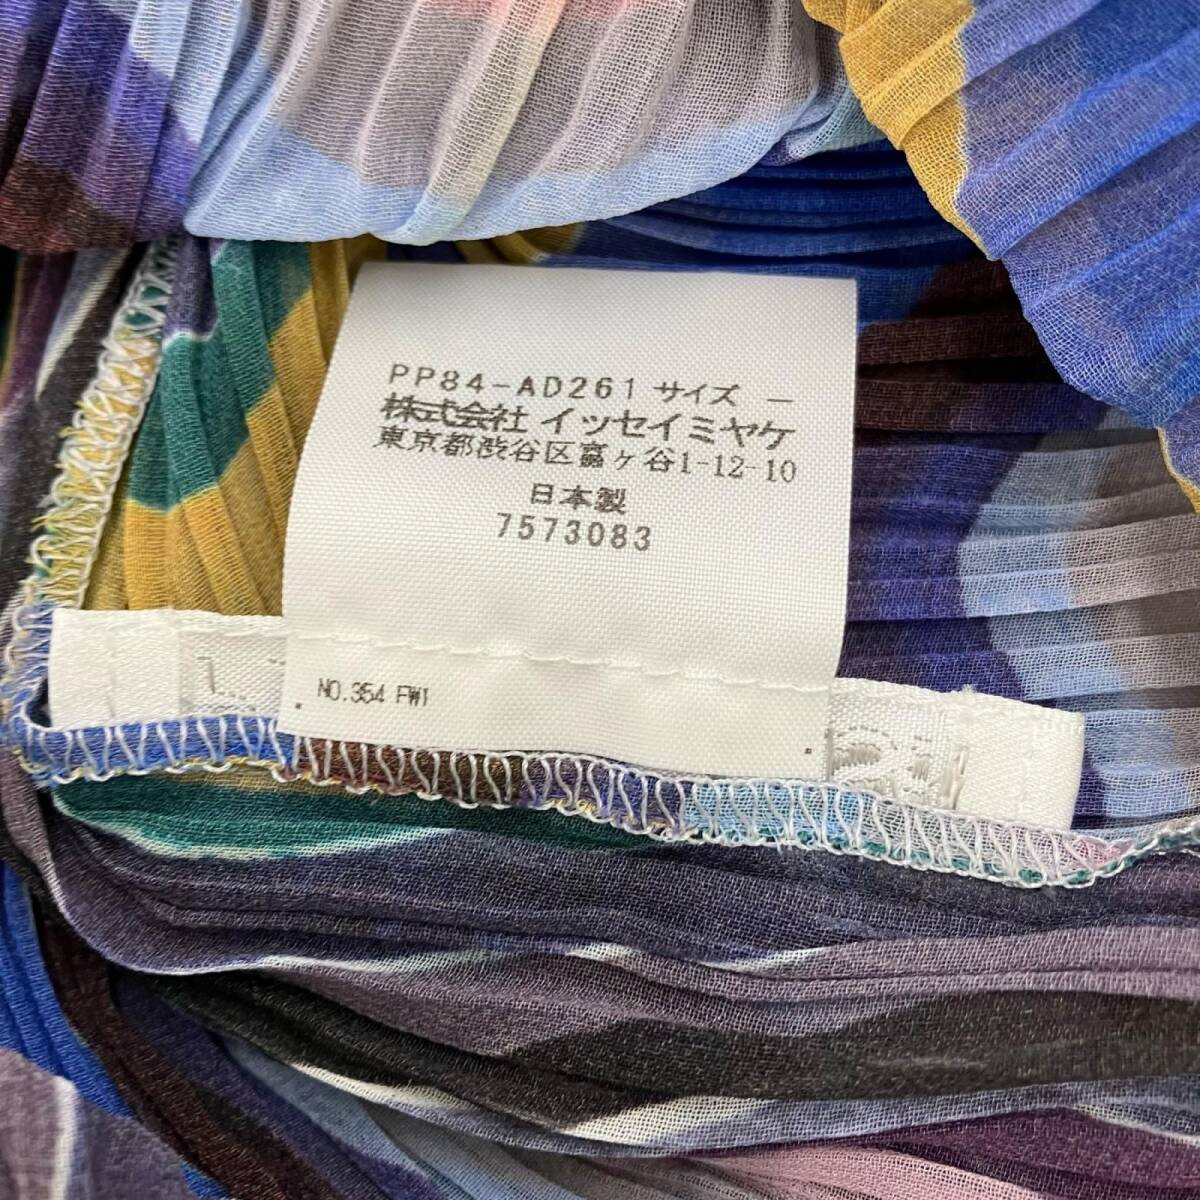 PP84-AD261 サイズ －
株式会社 イッセイミヤケ
東京都渋谷区富ヶ谷1-12-10
日本製
7573083
NO.354 FW1